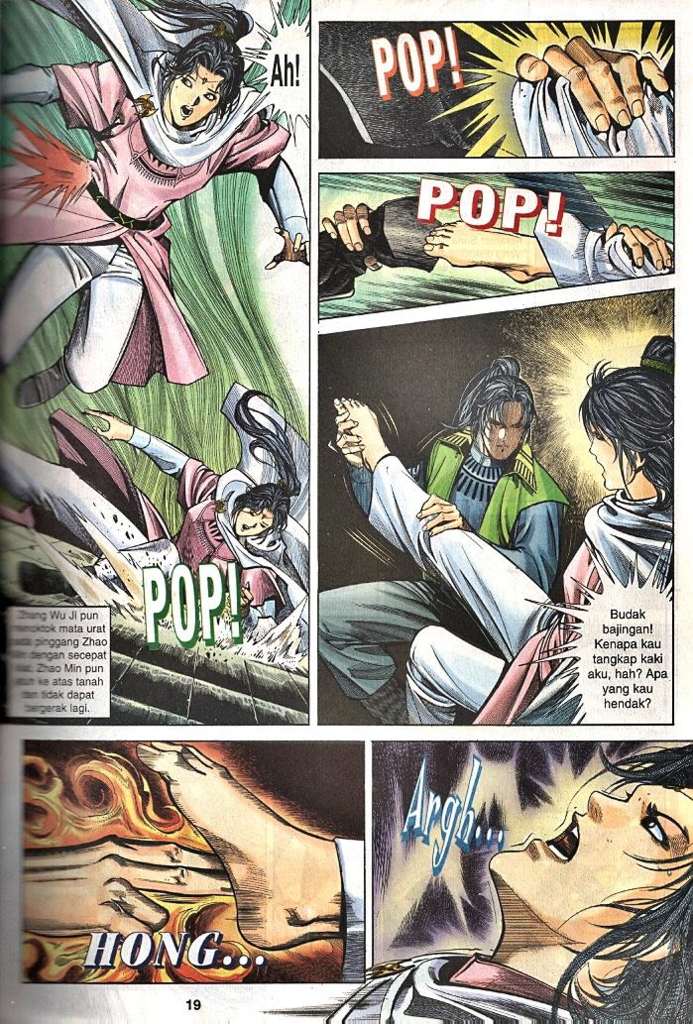 Ah!
POP!
Zhang Wu Ji pun
mata urat
pinggang Zhao
dengan secepat
Zhao Min pun
ke atas tanah
dan tidak dapat
bergerak lagi.
POP!
POP!
Budak
bajingan!
Kenapa kau
tangkap kaki
aku, hah? Apa
yang kau
hendak?
HONG...
Argh...
19